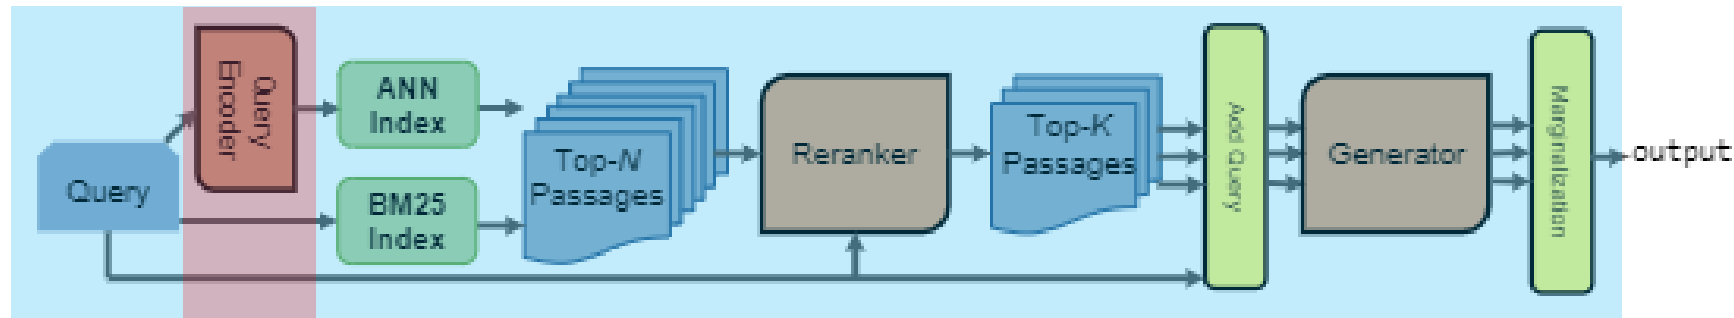 Query
Query
Encoder
ANN
Index
BM25
Index
Top-N
Passages
Reranker
Top-K
Passages
Add Query
Generator
Marginalization
output